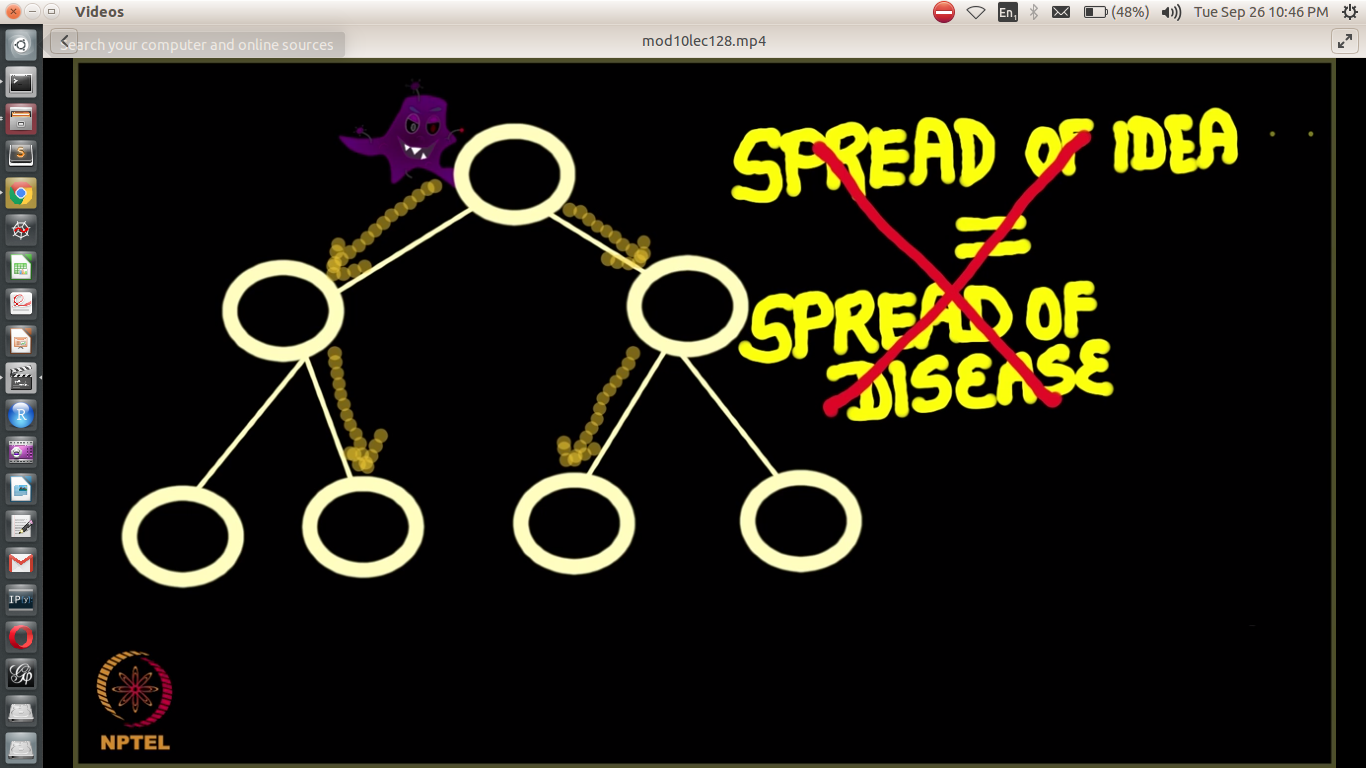 Videos
En1
(48%)
Tue Sep 26 10:46 PM
Search your computer and online sources
mod10lec128.mp4
SPREAD OF IDEA
=
SPREAD OF
DISEASE
NPTEL